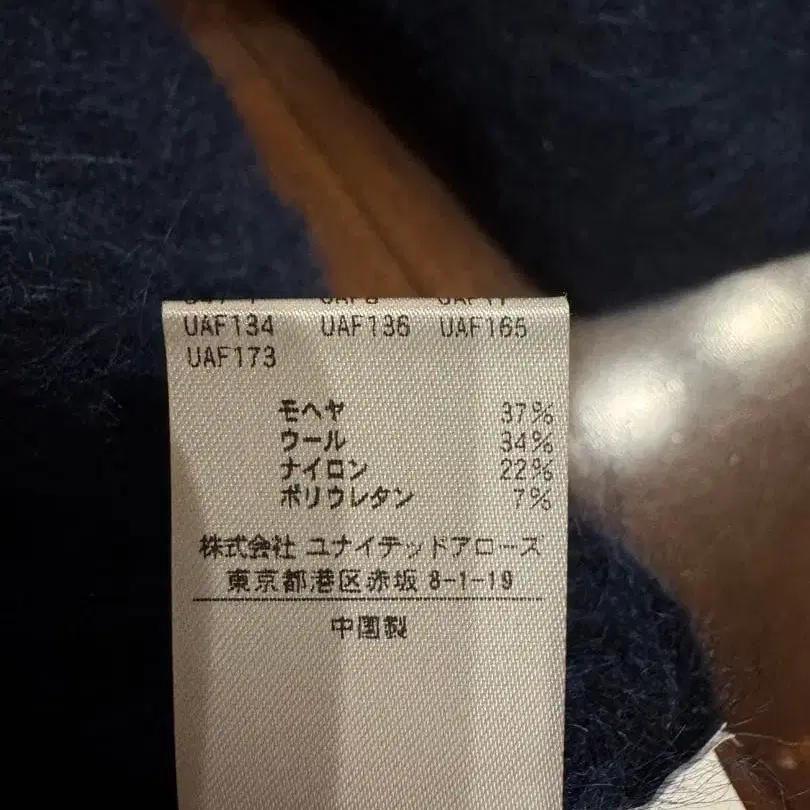 UAF134 UAF136 UAF165
UAF173
モヘヤ 37%
ウール 34%
ナイロン 22%
ポリウレタン 7%
株式会社 ユナイテッドアローズ
東京都港区赤坂 8-1-19
中国製